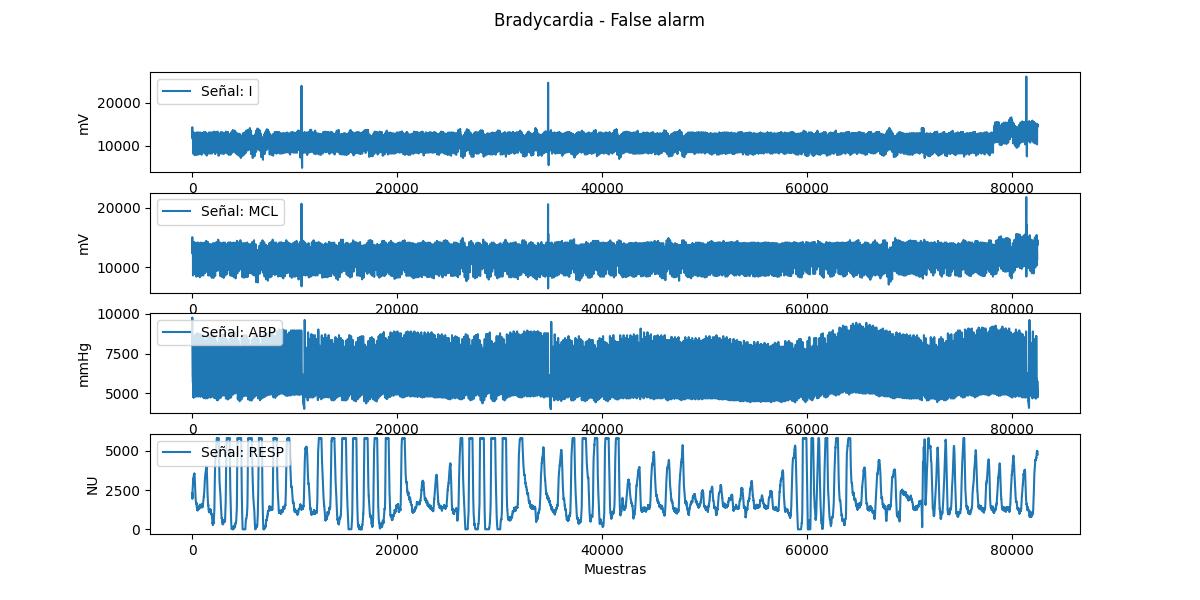 Bradycardia - False alarm
Señal: I
mV
20000
10000
0 20000 40000 60000 80000
Señal: MCL
mV
20000
10000
0 20000 40000 60000 80000
Señal: ABP
mmHg
10000
7500
5000
0 20000 40000 60000 80000
Señal: RESP
NU
5000
2500
0
0 20000 40000 60000 80000
Muestras